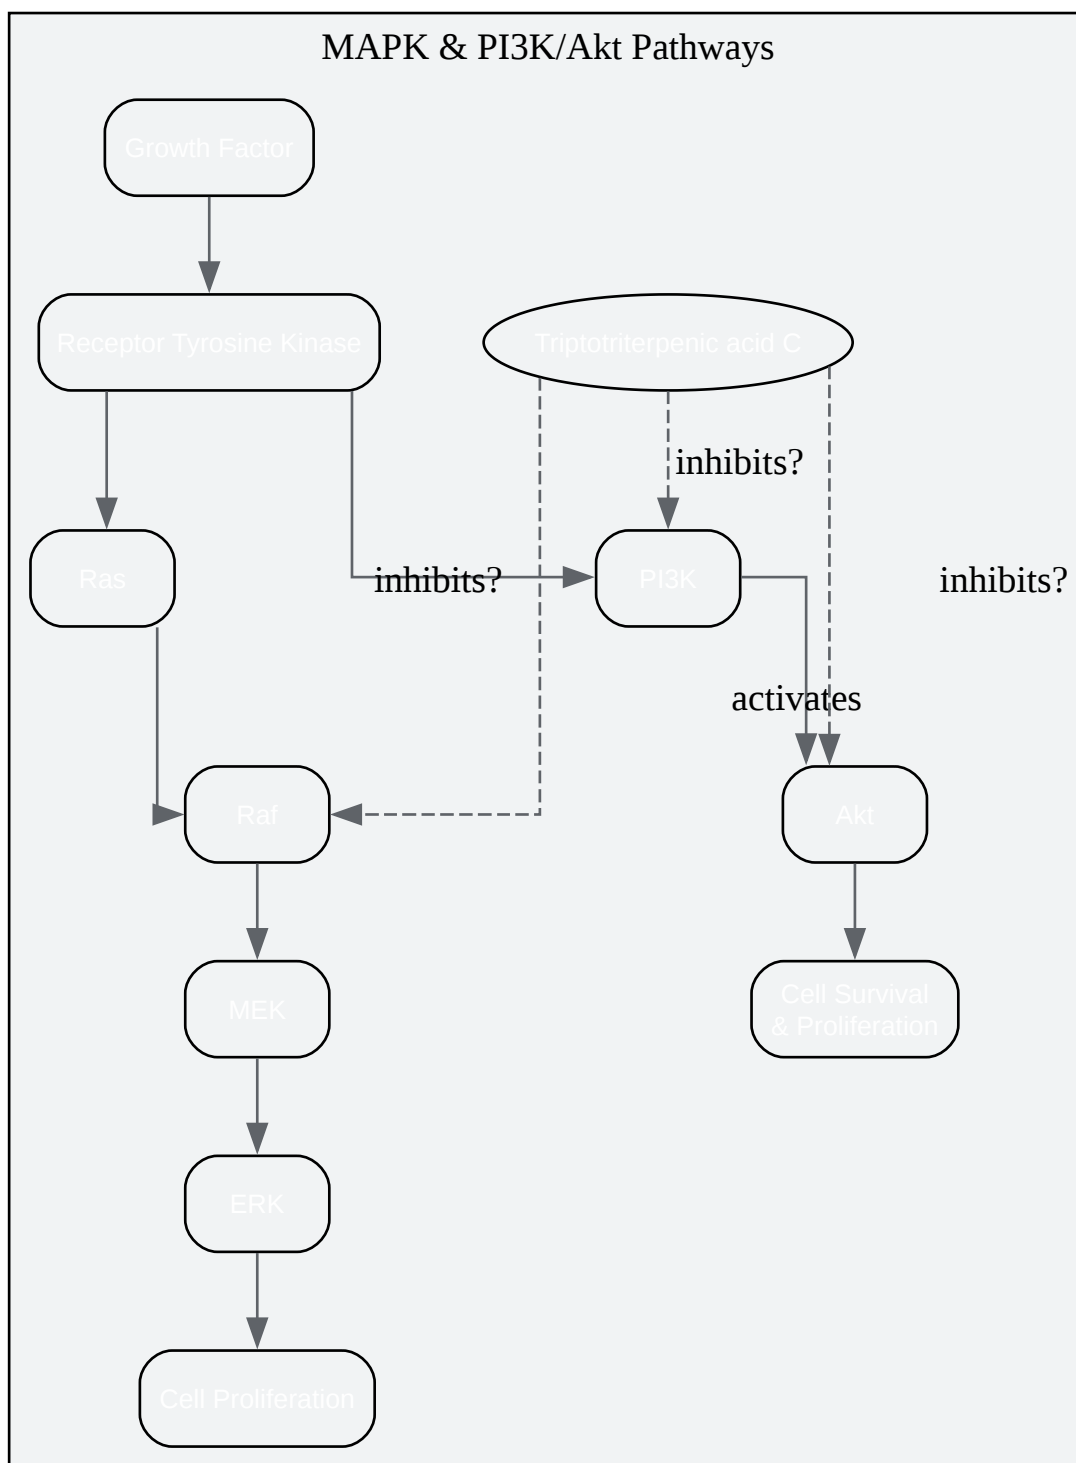 MAPK & PI3K/Akt Pathways
Growth Factor
Receptor Tyrosine Kinase
Triptotriterpenic acid C
inhibits?
Ras
inhibits?
PI3K
inhibits?
activates
Raf
Akt
MEK
Cell Survival
& Proliferation
ERK
Cell Proliferation